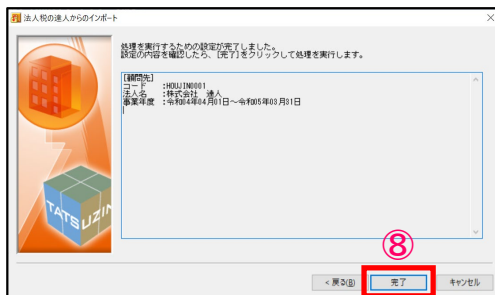 法人税の達人からのインポート
処理を実行するための設定が完了しました。
設定の内容を確認したら、[完了]をクリックして処理を実行します。
[顧問先]
コード　:HOUJIN0001
法人名　:株式会社 達人
事業年度 :令和04年04月01日～令和05年03月31日
TATSUZIN
⑧
< 戻る(B)
完了
キャンセル